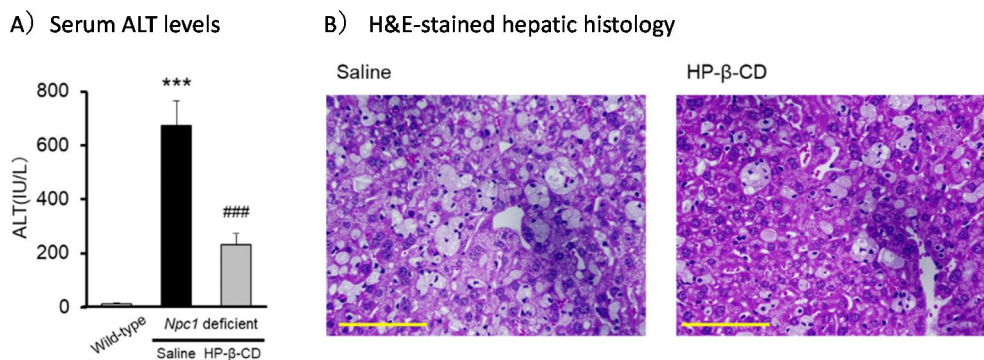 A） Serum ALT levels
B） H&E-stained hepatic histology
Saline
HP-β-CD
***
###
800
600
400
200
0
ALT(IU/L)
Wild-type
Npc1 deficient
Saline HP-β-CD